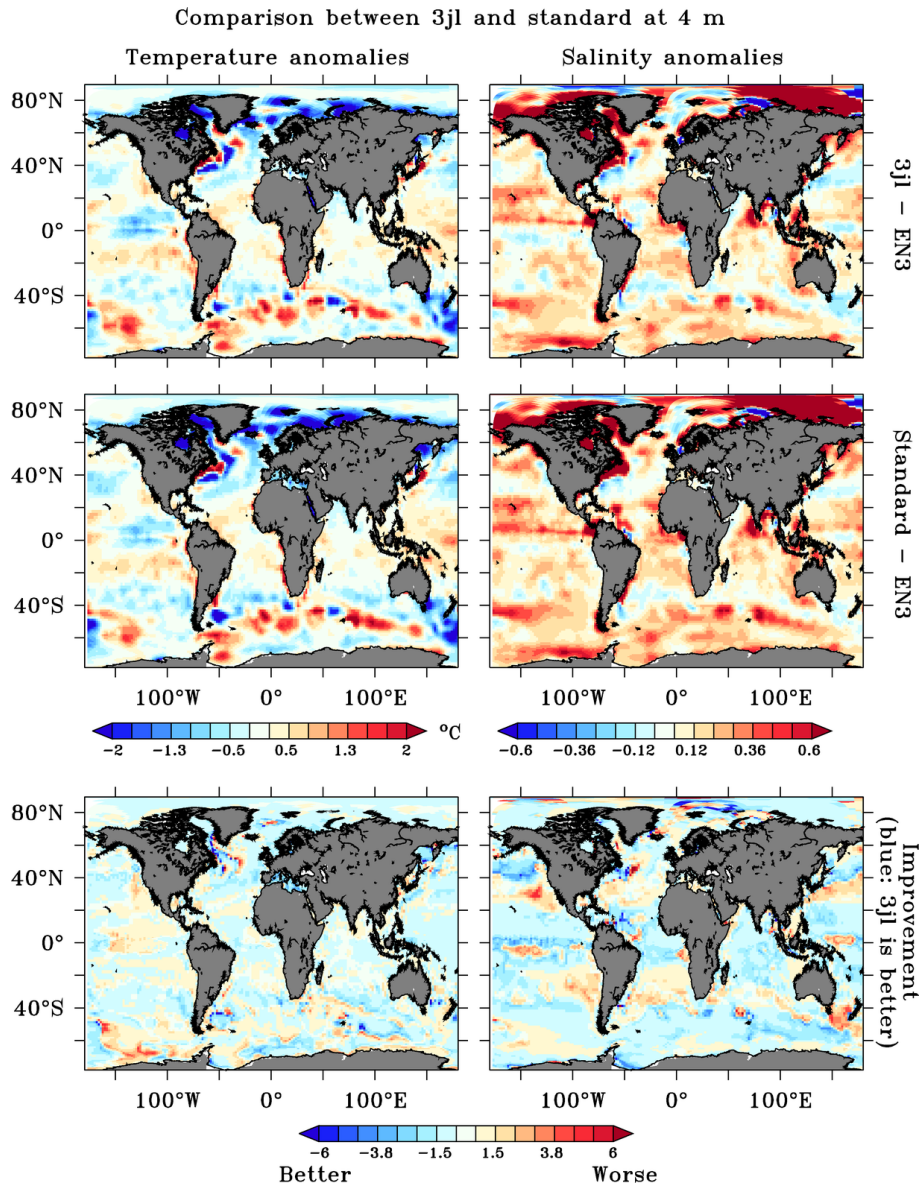 Comparison between 3jl and standard at 4 m
Temperature anomalies
Salinity anomalies
80°N
40°N
0°
40°S
3jl − EN3
80°N
40°N
0°
40°S
Standard − EN3
100°W 0° 100°E
100°W 0° 100°E
-2 -1.3 -0.5 0.5 1.3 2 °C
-0.6 -0.36 -0.12 0.12 0.36 0.6
80°N
40°N
0°
40°S
Improvement
(blue: 3jl is better)
100°W 0° 100°E
100°W 0° 100°E
-6 -3.8 -1.5 1.5 3.8 6
Better Worse